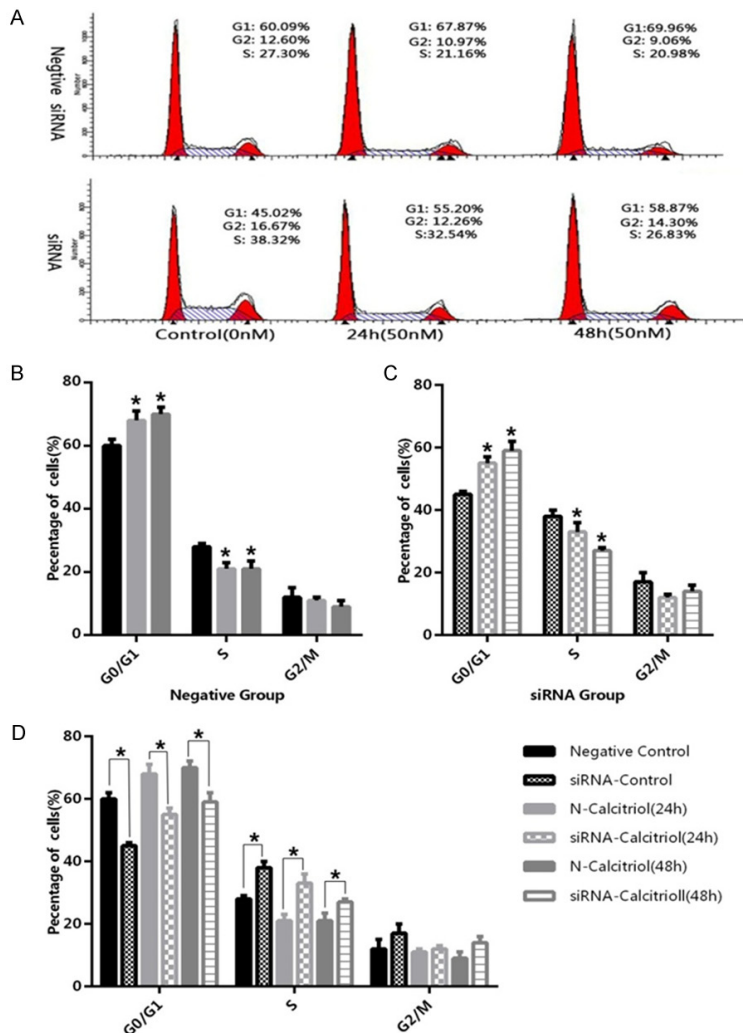 A
Negtive siRNA
Number
G1: 60.09%
G2: 12.60%
S: 27.30%
G1: 67.87%
G2: 10.97%
S: 21.16%
G1:69.96%
G2: 9.06%
S: 20.98%
siRNA
Number
G1: 45.02%
G2: 16.67%
S: 38.32%
G1: 55.20%
G2: 12.26%
S:32.54%
G1: 58.87%
G2: 14.30%
S: 26.83%
Control(0nM)
24h(50nM)
48h(50nM)
B
Pecentage of cells(%)
80
60
40
20
0
* *
* *
G0/G1
S
G2/M
Negative Group
C
Pecentage of cells(%)
80
60
40
20
0
* *
* *
G0/G1
S
G2/M
siRNA Group
D
Pecentage of cells(%)
80
60
40
20
0
* * *
* * *
G0/G1
S
G2/M
Negative Control
siRNA-Control
N-Calcitriol(24h)
siRNA-Calcitriol(24h)
N-Calcitriol(48h)
siRNA-Calcitrioll(48h)